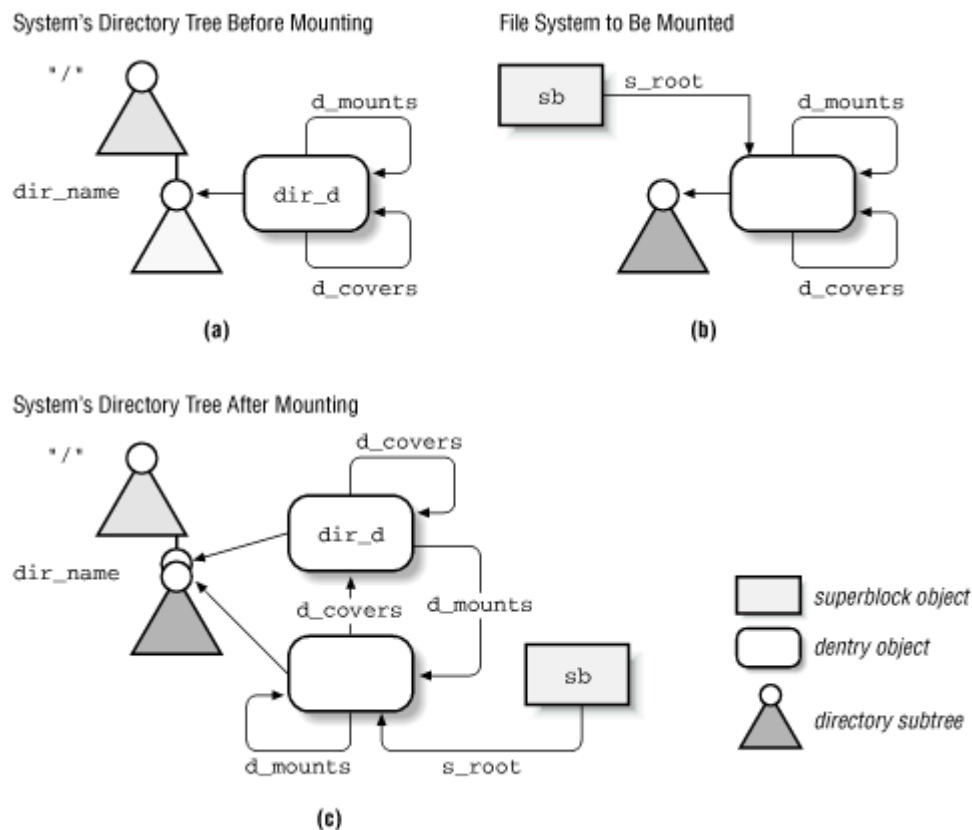 System's Directory Tree Before Mounting
File System to Be Mounted
"/"
d_mounts
dir_name
dir_d
d_covers
(a)
sb
s_root
d_mounts
d_covers
(b)
System's Directory Tree After Mounting
"/"
d_covers
dir_d
dir_name
d_covers
d_mounts
sb
d_mounts
s_root
(c)
superblock object
dentry object
directory subtree